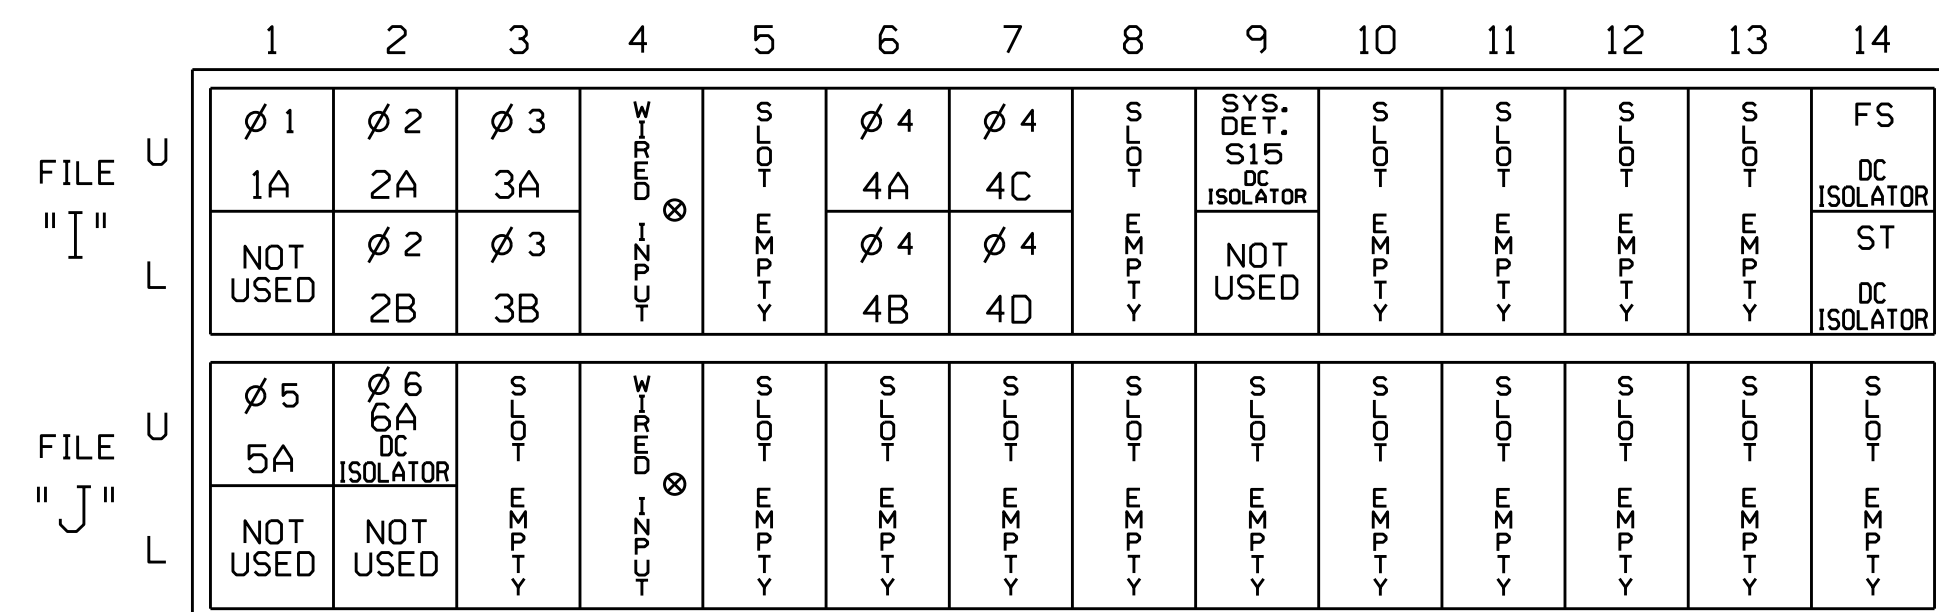 1 2 3 4 5 6 7 8 9 10 11 12 13 14
FILE
"I"
U
L
Ø 1
1A
NOT
USED
Ø 2
2A
Ø 2
2B
Ø 3
3A
Ø 3
3B
WIRED INPUT
⊗
SLOT EMPTY
Ø 4
4A
Ø 4
4B
Ø 4
4C
Ø 4
4D
SLOT EMPTY
SYS.
DET.
S15
DC
ISOLATOR
NOT
USED
SLOT EMPTY
SLOT EMPTY
SLOT EMPTY
SLOT EMPTY
FS
DC
ISOLATOR
ST
DC
ISOLATOR
FILE
"J"
U
L
Ø 5
5A
NOT
USED
Ø 6
6A
DC
ISOLATOR
NOT
USED
SLOT EMPTY
WIRED INPUT
⊗
SLOT EMPTY
SLOT EMPTY
SLOT EMPTY
SLOT EMPTY
SLOT EMPTY
SLOT EMPTY
SLOT EMPTY
SLOT EMPTY
SLOT EMPTY
SLOT EMPTY